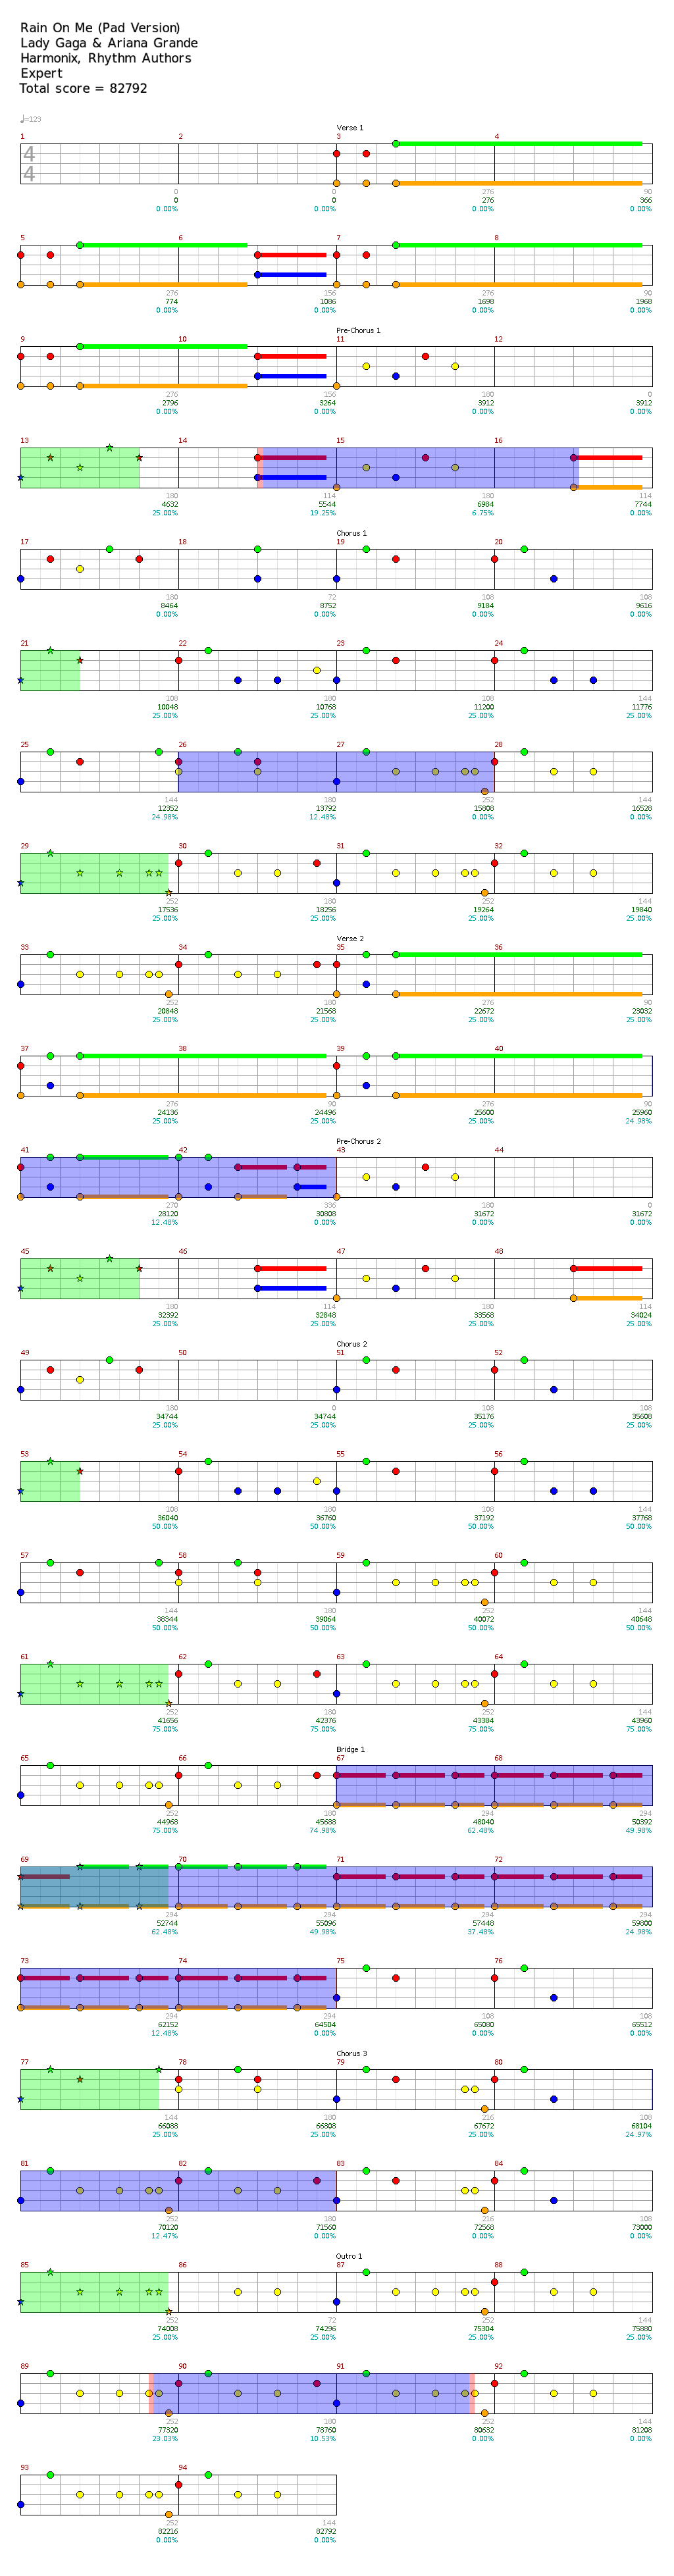 Rain On Me (Pad Version)
Lady Gaga & Ariana Grande
Harmonix, Rhythm Authors
Expert
Total score = 82792
♩=123
Verse 1
1 2 3 4
4
4
0 0 276 90
0 0 276 366
0.00% 0.00% 0.00% 0.00%
5 6 7 8
276 156 276 90
774 1086 1698 1968
0.00% 0.00% 0.00% 0.00%
Pre-Chorus 1
9 10 11 12
276 156 180 0
2796 3264 3912 3912
0.00% 0.00% 0.00% 0.00%
13 14 15 16
180 114 180 114
4632 5544 6984 7744
25.00% 19.25% 6.75% 0.00%
Chorus 1
17 18 19 20
180 72 108 108
8464 8752 9184 9616
0.00% 0.00% 0.00% 0.00%
21 22 23 24
108 180 108 144
10048 10768 11200 11776
25.00% 25.00% 25.00% 25.00%
25 26 27 28
144 180 252 144
12352 13792 15808 16528
24.98% 12.48% 0.00% 0.00%
29 30 31 32
252 180 252 144
17536 18256 19264 19840
25.00% 25.00% 25.00% 25.00%
Verse 2
33 34 35 36
252 180 276 90
20848 21568 22672 23032
25.00% 25.00% 25.00% 25.00%
37 38 39 40
276 90 276 90
24136 24496 25600 25960
25.00% 25.00% 25.00% 24.98%
Pre-Chorus 2
41 42 43 44
270 336 180 0
28120 30808 31672 31672
12.48% 0.00% 0.00% 0.00%
45 46 47 48
180 114 180 114
32392 32848 33568 34024
25.00% 25.00% 25.00% 25.00%
Chorus 2
49 50 51 52
180 0 108 108
34744 34744 35176 35608
25.00% 25.00% 25.00% 25.00%
53 54 55 56
108 180 108 144
36040 36760 37192 37768
50.00% 50.00% 50.00% 50.00%
57 58 59 60
144 180 252 144
38344 39064 40072 40648
50.00% 50.00% 50.00% 50.00%
61 62 63 64
252 180 252 144
41656 42376 43384 43960
75.00% 75.00% 75.00% 75.00%
Bridge 1
65 66 67 68
252 180 294 294
44968 45688 48040 50392
75.00% 74.98% 62.48% 49.98%
69 70 71 72
294 294 294 294
52744 55096 57448 59800
62.48% 49.98% 37.48% 24.98%
73 74 75 76
294 294 108 108
62152 64504 65080 65512
12.48% 0.00% 0.00% 0.00%
Chorus 3
77 78 79 80
144 180 216 108
66088 66808 67672 68104
25.00% 25.00% 25.00% 24.97%
81 82 83 84
252 180 216 108
70120 71560 72568 73000
12.47% 0.00% 0.00% 0.00%
Outro 1
85 86 87 88
252 72 252 144
74008 74296 75304 75880
25.00% 25.00% 25.00% 25.00%
89 90 91 92
252 180 252 144
77320 78760 80632 81208
23.03% 10.53% 0.00% 0.00%
93 94
252 144
82216 82792
0.00% 0.00%